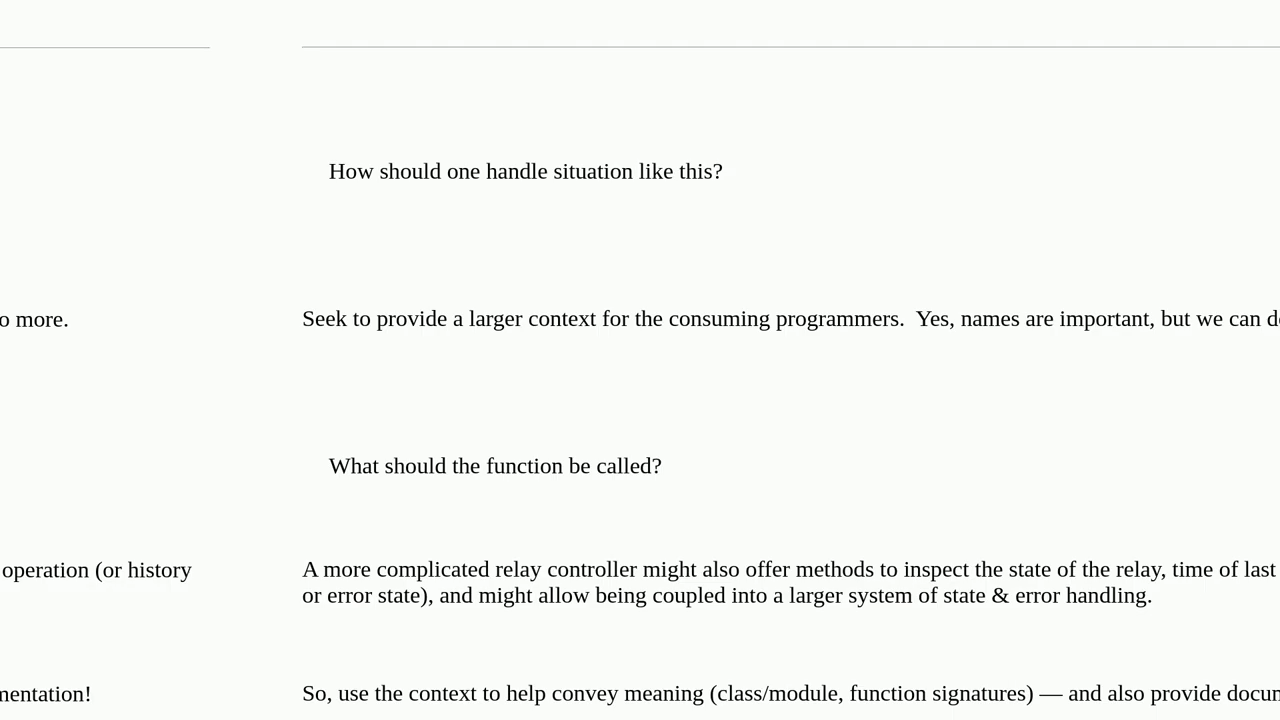 How should one handle situation like this?
o more.
Seek to provide a larger context for the consuming programmers.  Yes, names are important, but we can d
What should the function be called?
operation (or history
A more complicated relay controller might also offer methods to inspect the state of the relay, time of last
or error state), and might allow being coupled into a larger system of state & error handling.
mentation!
So, use the context to help convey meaning (class/module, function signatures) — and also provide docum